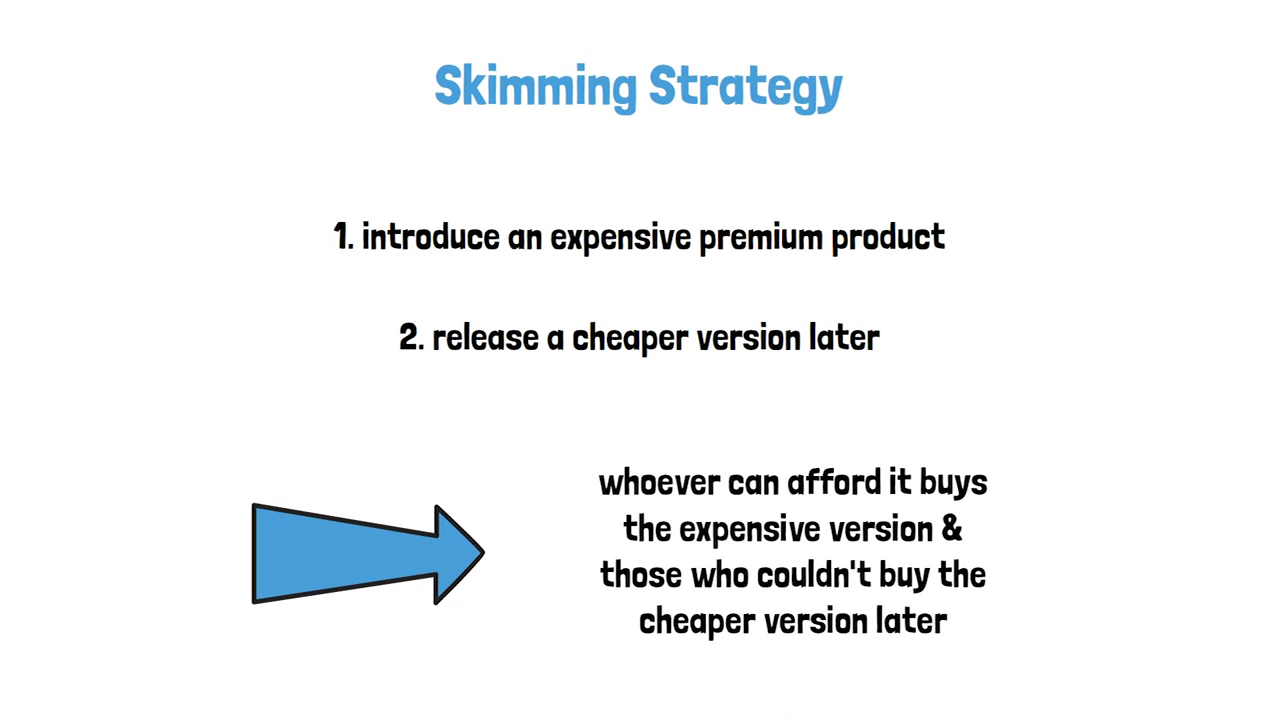 Skimming Strategy
1. introduce an expensive premium product
2. release a cheaper version later
whoever can afford it buys
the expensive version &
those who couldn't buy the
cheaper version later